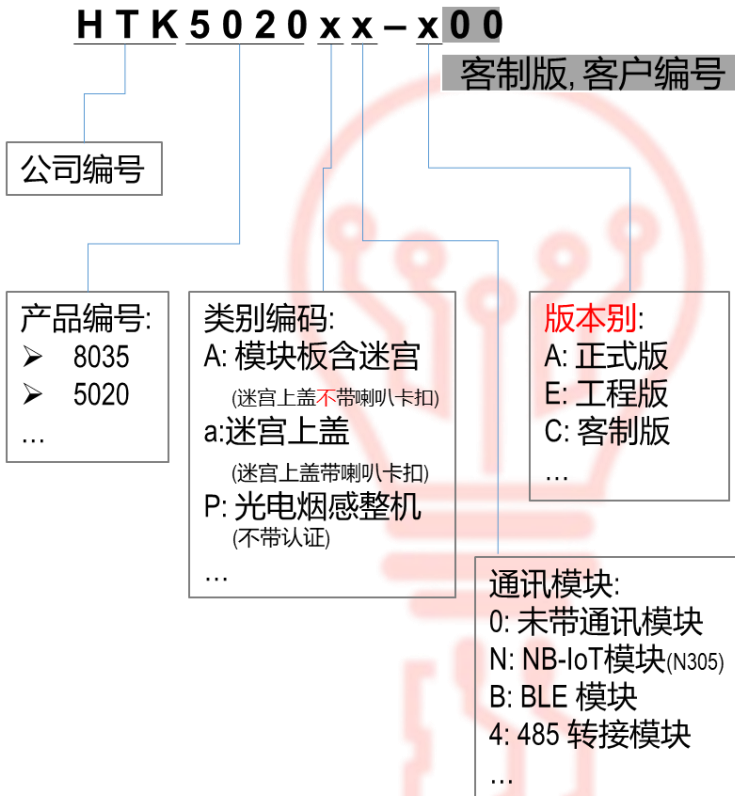 HTK5020xx–x00
客制版, 客户编号
公司编号
产品编号:
➢ 8035
➢ 5020
…
类别编码:
A: 模块板含迷宫
(迷宫上盖不带喇叭卡扣)
a:迷宫上盖
(迷宫上盖带喇叭卡扣)
P: 光电烟感整机
(不带认证)
…
版本别:
A: 正式版
E: 工程版
C: 客制版
…
通讯模块:
0: 未带通讯模块
N: NB-IoT模块(N305)
B: BLE 模块
4: 485 转接模块
…